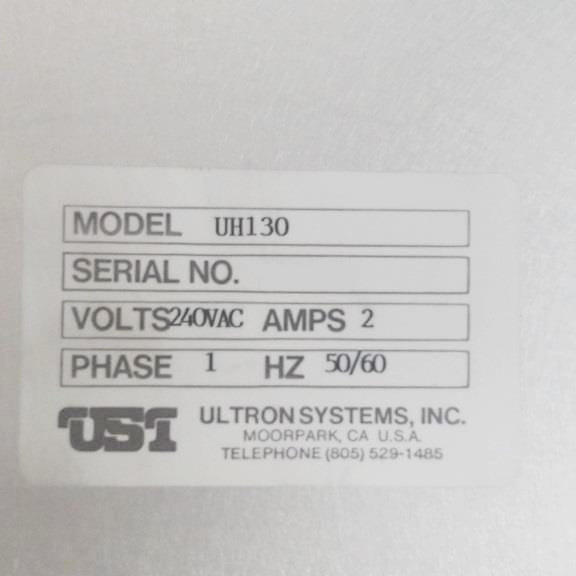 MODEL UH130
SERIAL NO.
VOLTS 240VAC AMPS 2
PHASE 1 HZ 50/60
USI ULTRON SYSTEMS, INC.
MOORPARK, CA U.S.A.
TELEPHONE (805) 529-1485